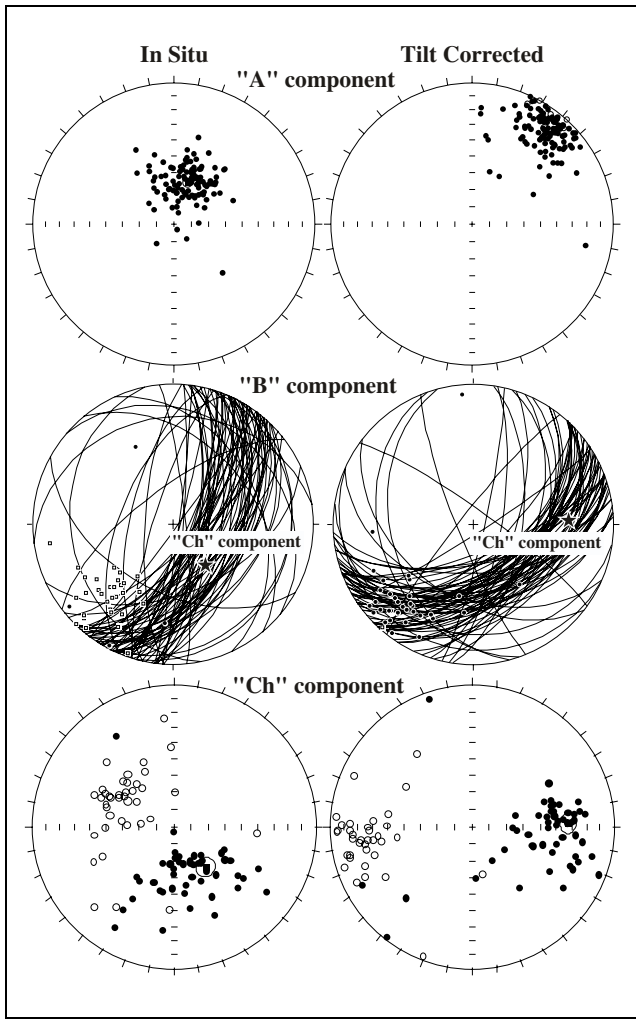 In Situ
Tilt Corrected
"A" component
"B" component
"Ch" component
"Ch" component
"Ch" component